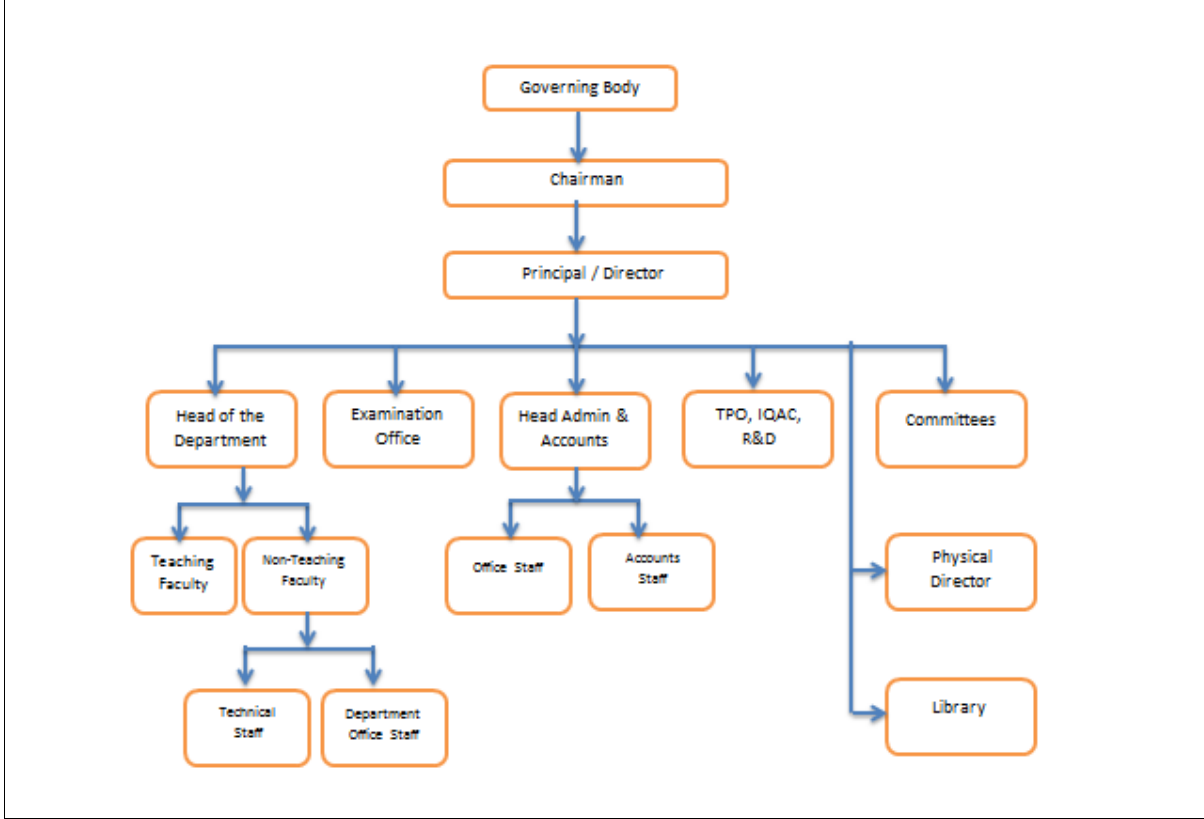 Governing Body
Chairman
Principal / Director
Head of the
Department
Examination
Office
Head Admin &
Accounts
TPO, IQAC,
R&D
Committees
Teaching
Faculty
Non-Teaching
Faculty
Office Staff
Accounts
Staff
Physical
Director
Technical
Staff
Department
Office Staff
Library